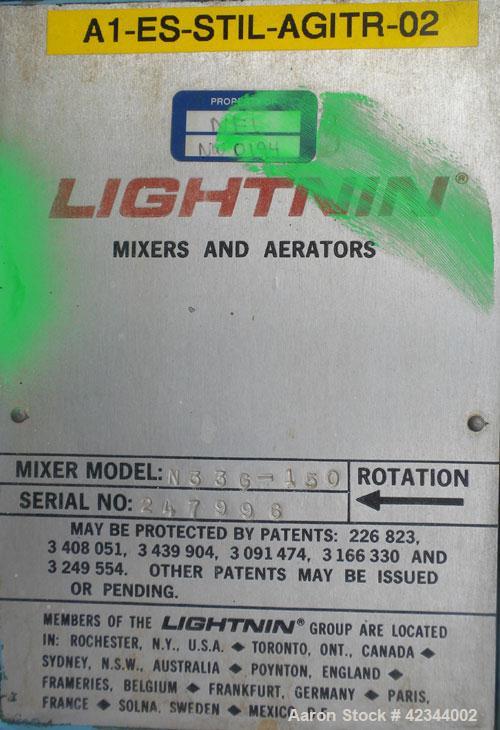 A1-ES-STIL-AGITR-02
LIGHTNIN®
MIXERS AND AERATORS
MIXER MODEL: N33G-150
ROTATION
SERIAL NO: 247996
MAY BE PROTECTED BY PATENTS: 226 823,
3 408 051, 3 439 904, 3 091 474, 3 166 330 AND
3 249 554. OTHER PATENTS MAY BE ISSUED
OR PENDING.
MEMBERS OF THE LIGHTNIN® GROUP ARE LOCATED
IN: ROCHESTER, N.Y., U.S.A. ◆ TORONTO, ONT., CANADA ◆
SYDNEY, N.S.W., AUSTRALIA ◆ POYNTON, ENGLAND ◆
FRAMERIES, BELGIUM ◆ FRANKFURT, GERMANY ◆ PARIS,
FRANCE ◆ SOLNA, SWEDEN ◆ MEXICO,
Aaron Stock # 42344002